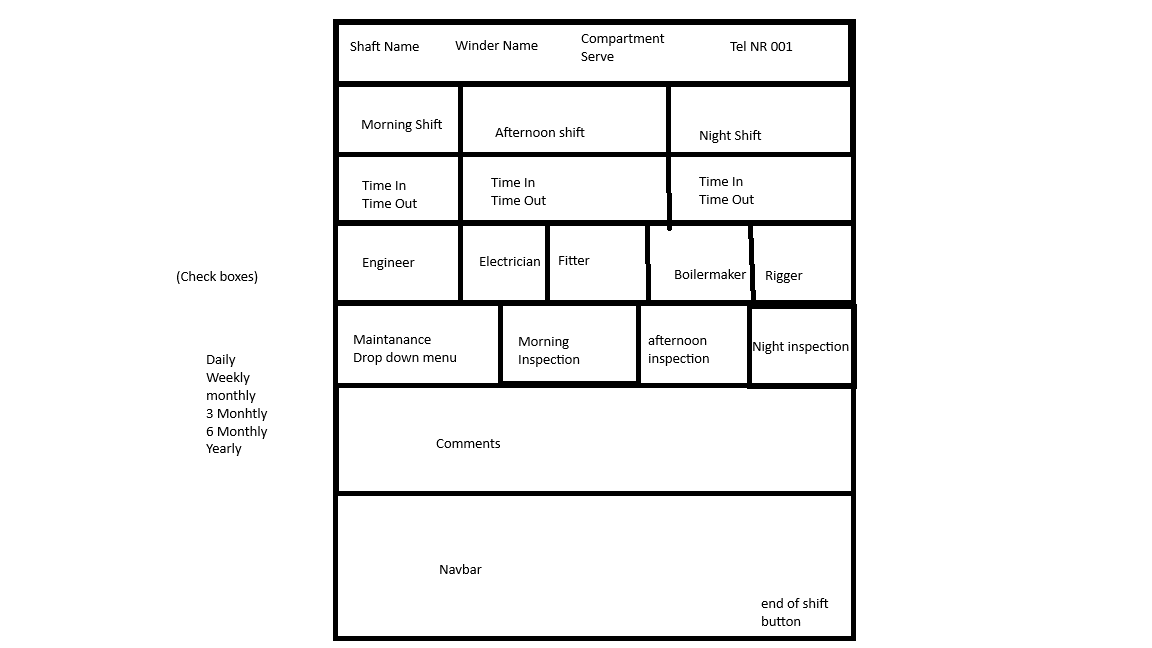 Shaft Name
Winder Name
Compartment
Serve
Tel NR 001
Morning Shift
Afternoon shift
Night Shift
Time In
Time Out
Time In
Time Out
Time In
Time Out
(Check boxes)
Engineer
Electrician
Fitter
Boilermaker
Rigger
Maintanance
Drop down menu
Morning
Inspection
afternoon
inspection
Night inspection
Daily
Weekly
monthly
3 Monhtly
6 Monthly
Yearly
Comments
Navbar
end of shift
button